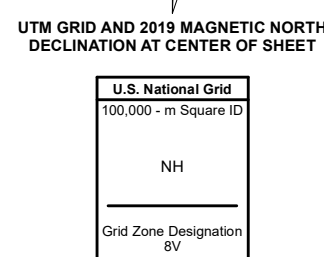 UTM GRID AND 2019 MAGNETIC NORTH
DECLINATION AT CENTER OF SHEET
U.S. National Grid
100,000 - m Square ID
NH
Grid Zone Designation
8V